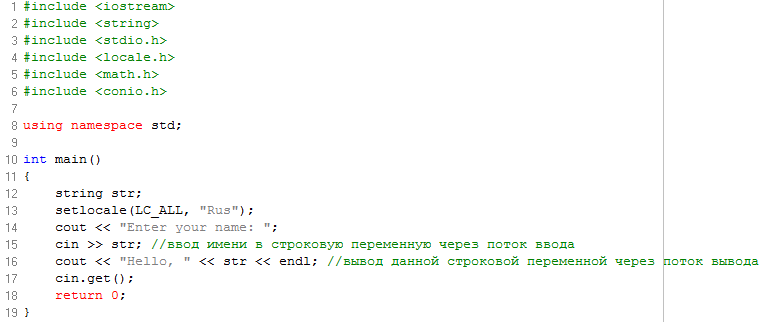 1 #include <iostream>
2 #include <string>
3 #include <stdio.h>
4 #include <locale.h>
5 #include <math.h>
6 #include <conio.h>
7
8 using namespace std;
9
10 int main()
11 {
12     string str;
13     setlocale(LC_ALL, "Rus");
14     cout << "Enter your name: ";
15     cin >> str; //ввод имени в строковую переменную через поток ввода
16     cout << "Hello, " << str << endl; //вывод данной строковой переменной через поток вывода
17     cin.get();
18     return 0;
19 }